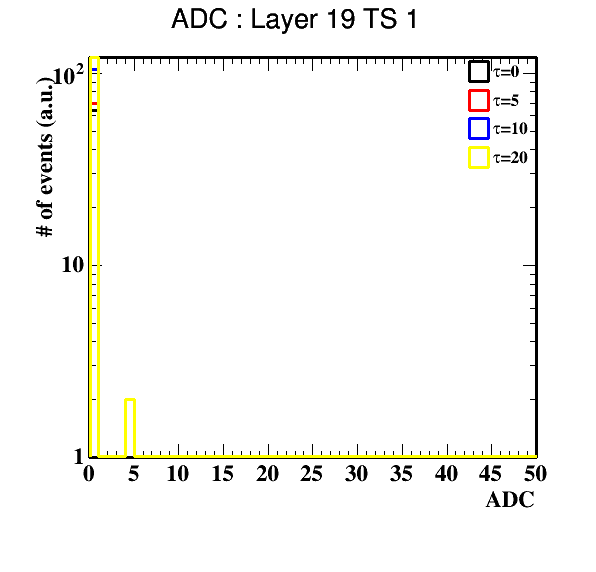 ADC : Layer 19 TS 1
# of events (a.u.)
10²
10
1
τ=0
τ=5
τ=10
τ=20
0 5 10 15 20 25 30 35 40 45 50
ADC